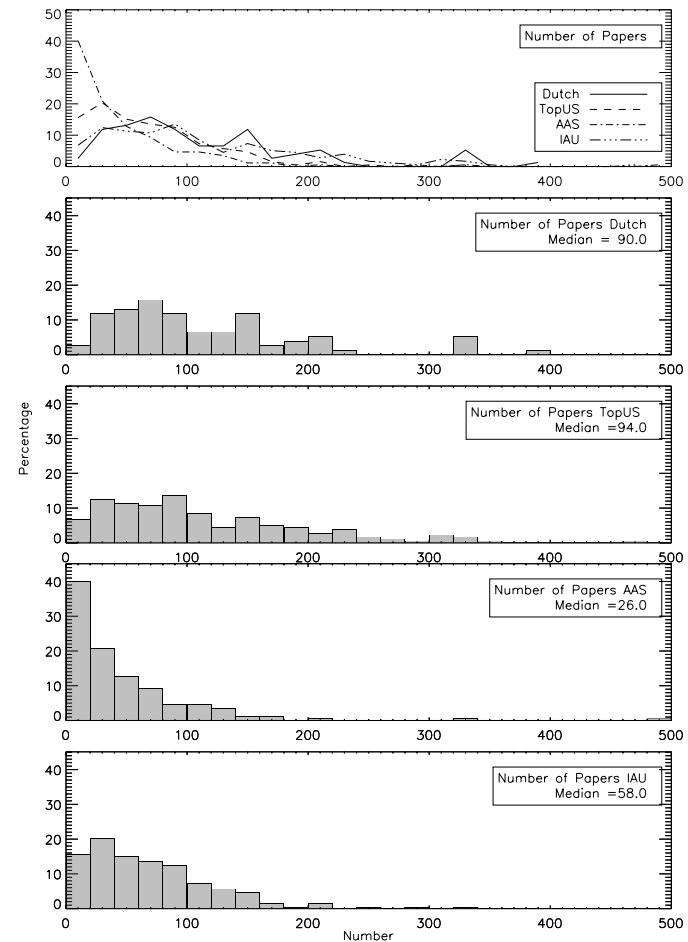 50
40
30
20
10
0
Number of Papers
Dutch
TopUS
AAS
IAU
0 100 200 300 400 500
40
30
20
10
0
Number of Papers Dutch
Median = 90.0
0 100 200 300 400 500
Percentage
40
30
20
10
0
Number of Papers TopUS
Median =94.0
0 100 200 300 400 500
40
30
20
10
0
Number of Papers AAS
Median =26.0
0 100 200 300 400 500
40
30
20
10
0
Number of Papers IAU
Median =58.0
0 100 200 300 400 500
Number